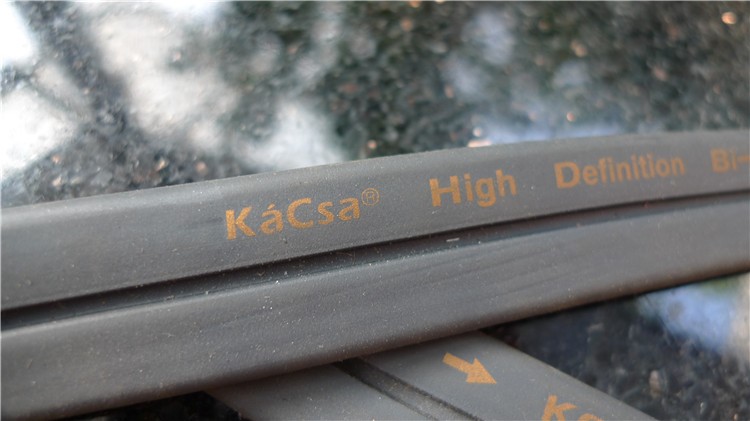 KáCsa® High Definition Bi-